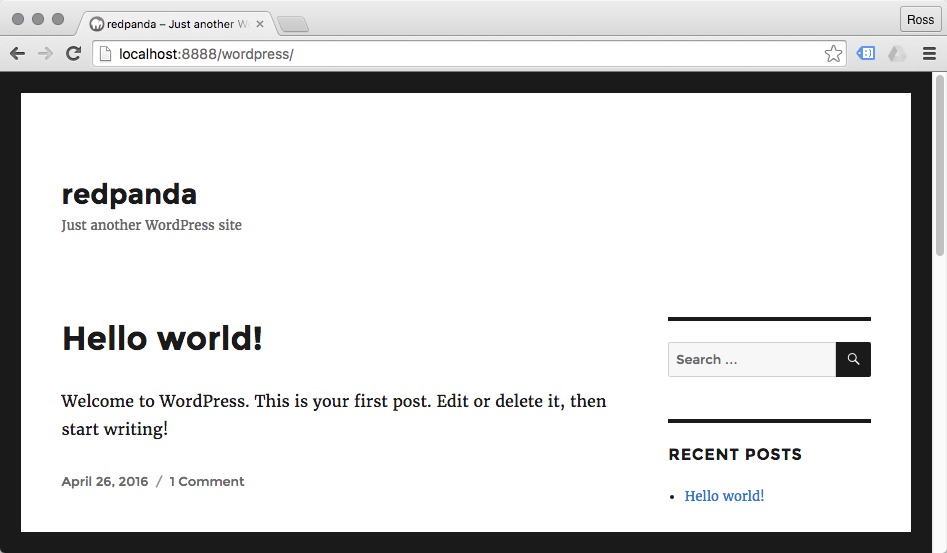 redpanda – Just another W
Ross
localhost:8888/wordpress/
redpanda
Just another WordPress site
Hello world!
Welcome to WordPress. This is your first post. Edit or delete it, then
start writing!
April 26, 2016 / 1 Comment
Search …
RECENT POSTS
Hello world!